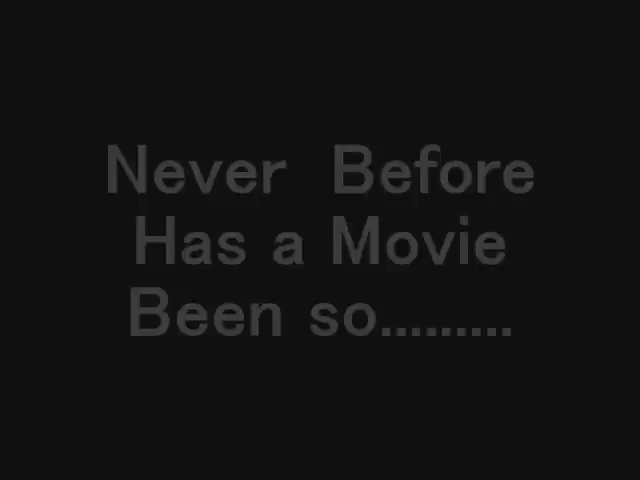 Never Before
Has a Movie
Been so.........